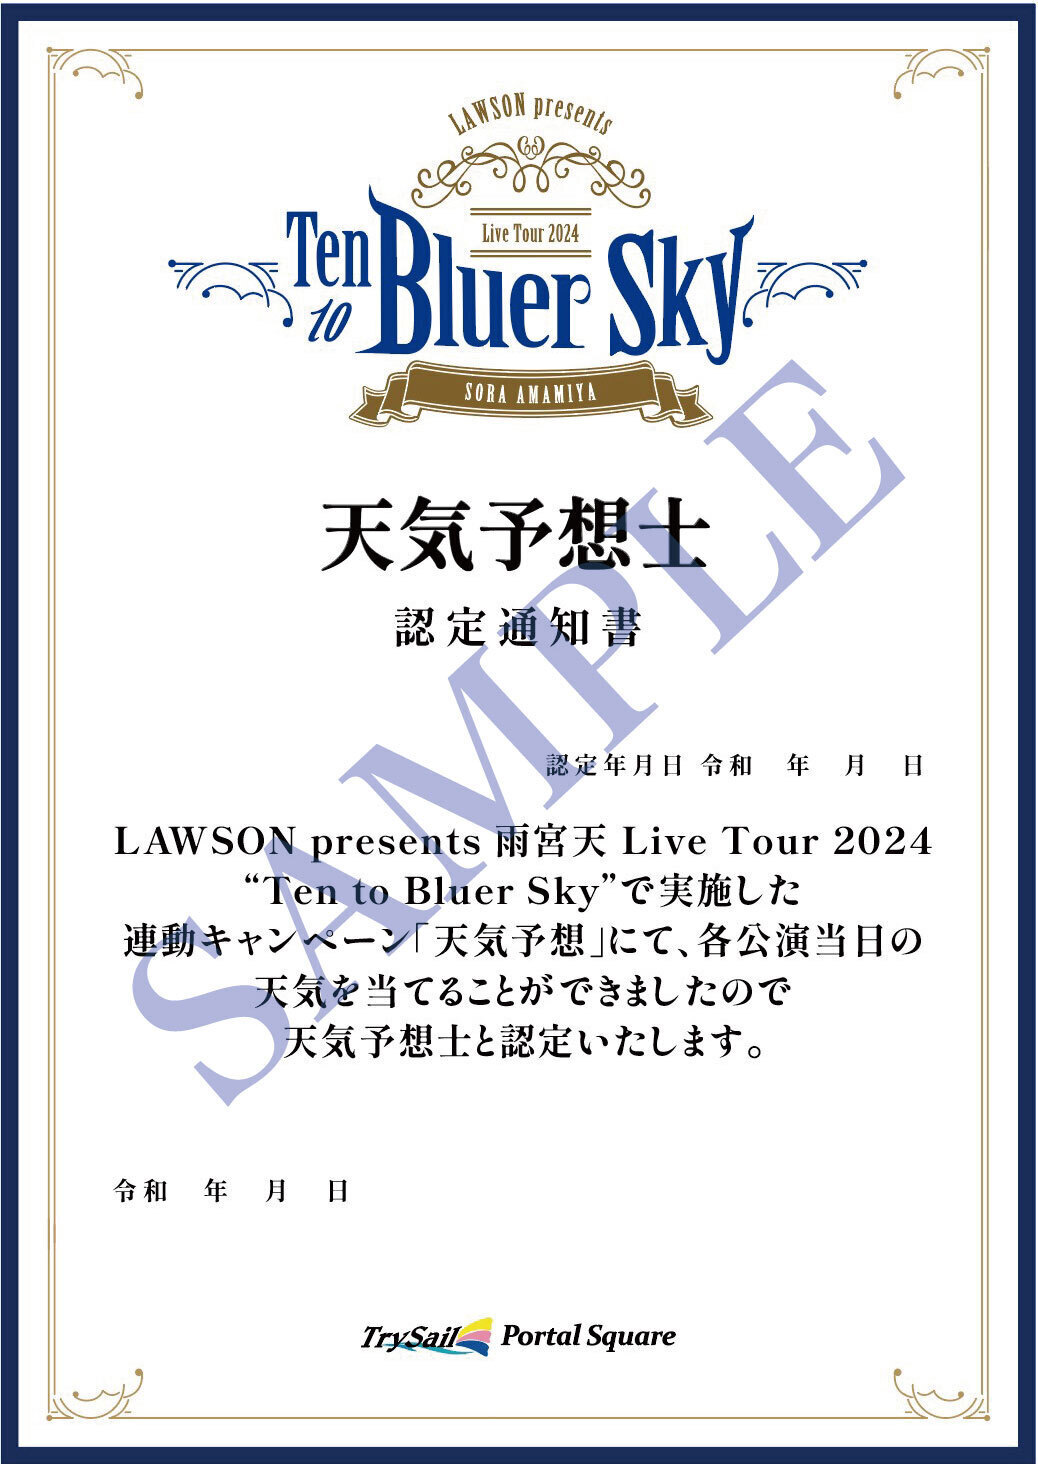 LAWSON presents
Live Tour 2024
Ten Bluer Sky
10
SORA AMAMIYA
天気予想士
認定通知書
認定年月日 令和 年 月 日
LAWSON presents 雨宮天 Live Tour 2024
“Ten to Bluer Sky”で実施した
連動キャンペーン「天気予想」にて、各公演当日の
天気を当てることができましたので
天気予想士と認定いたします。
令和 年 月 日
TrySail Portal Square
SAMPLE